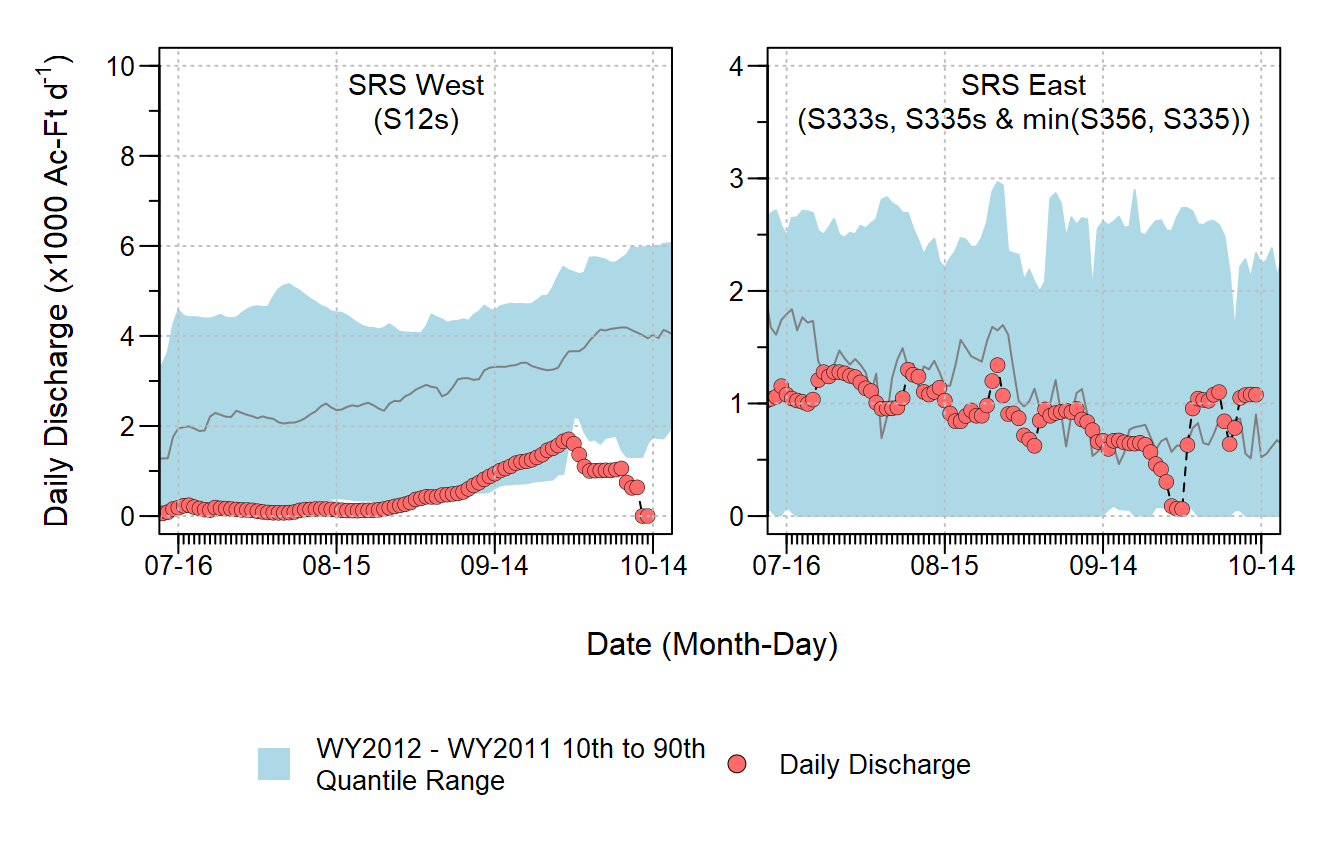 Daily Discharge (x1000 Ac-Ft d-1)
10
8
6
4
2
0
SRS West
(S12s)
07-16 08-15 09-14 10-14
4
3
2
1
0
SRS East
(S333s, S335s & min(S356, S335))
07-16 08-15 09-14 10-14
Date (Month-Day)
WY2012 - WY2011 10th to 90th
Quantile Range
Daily Discharge